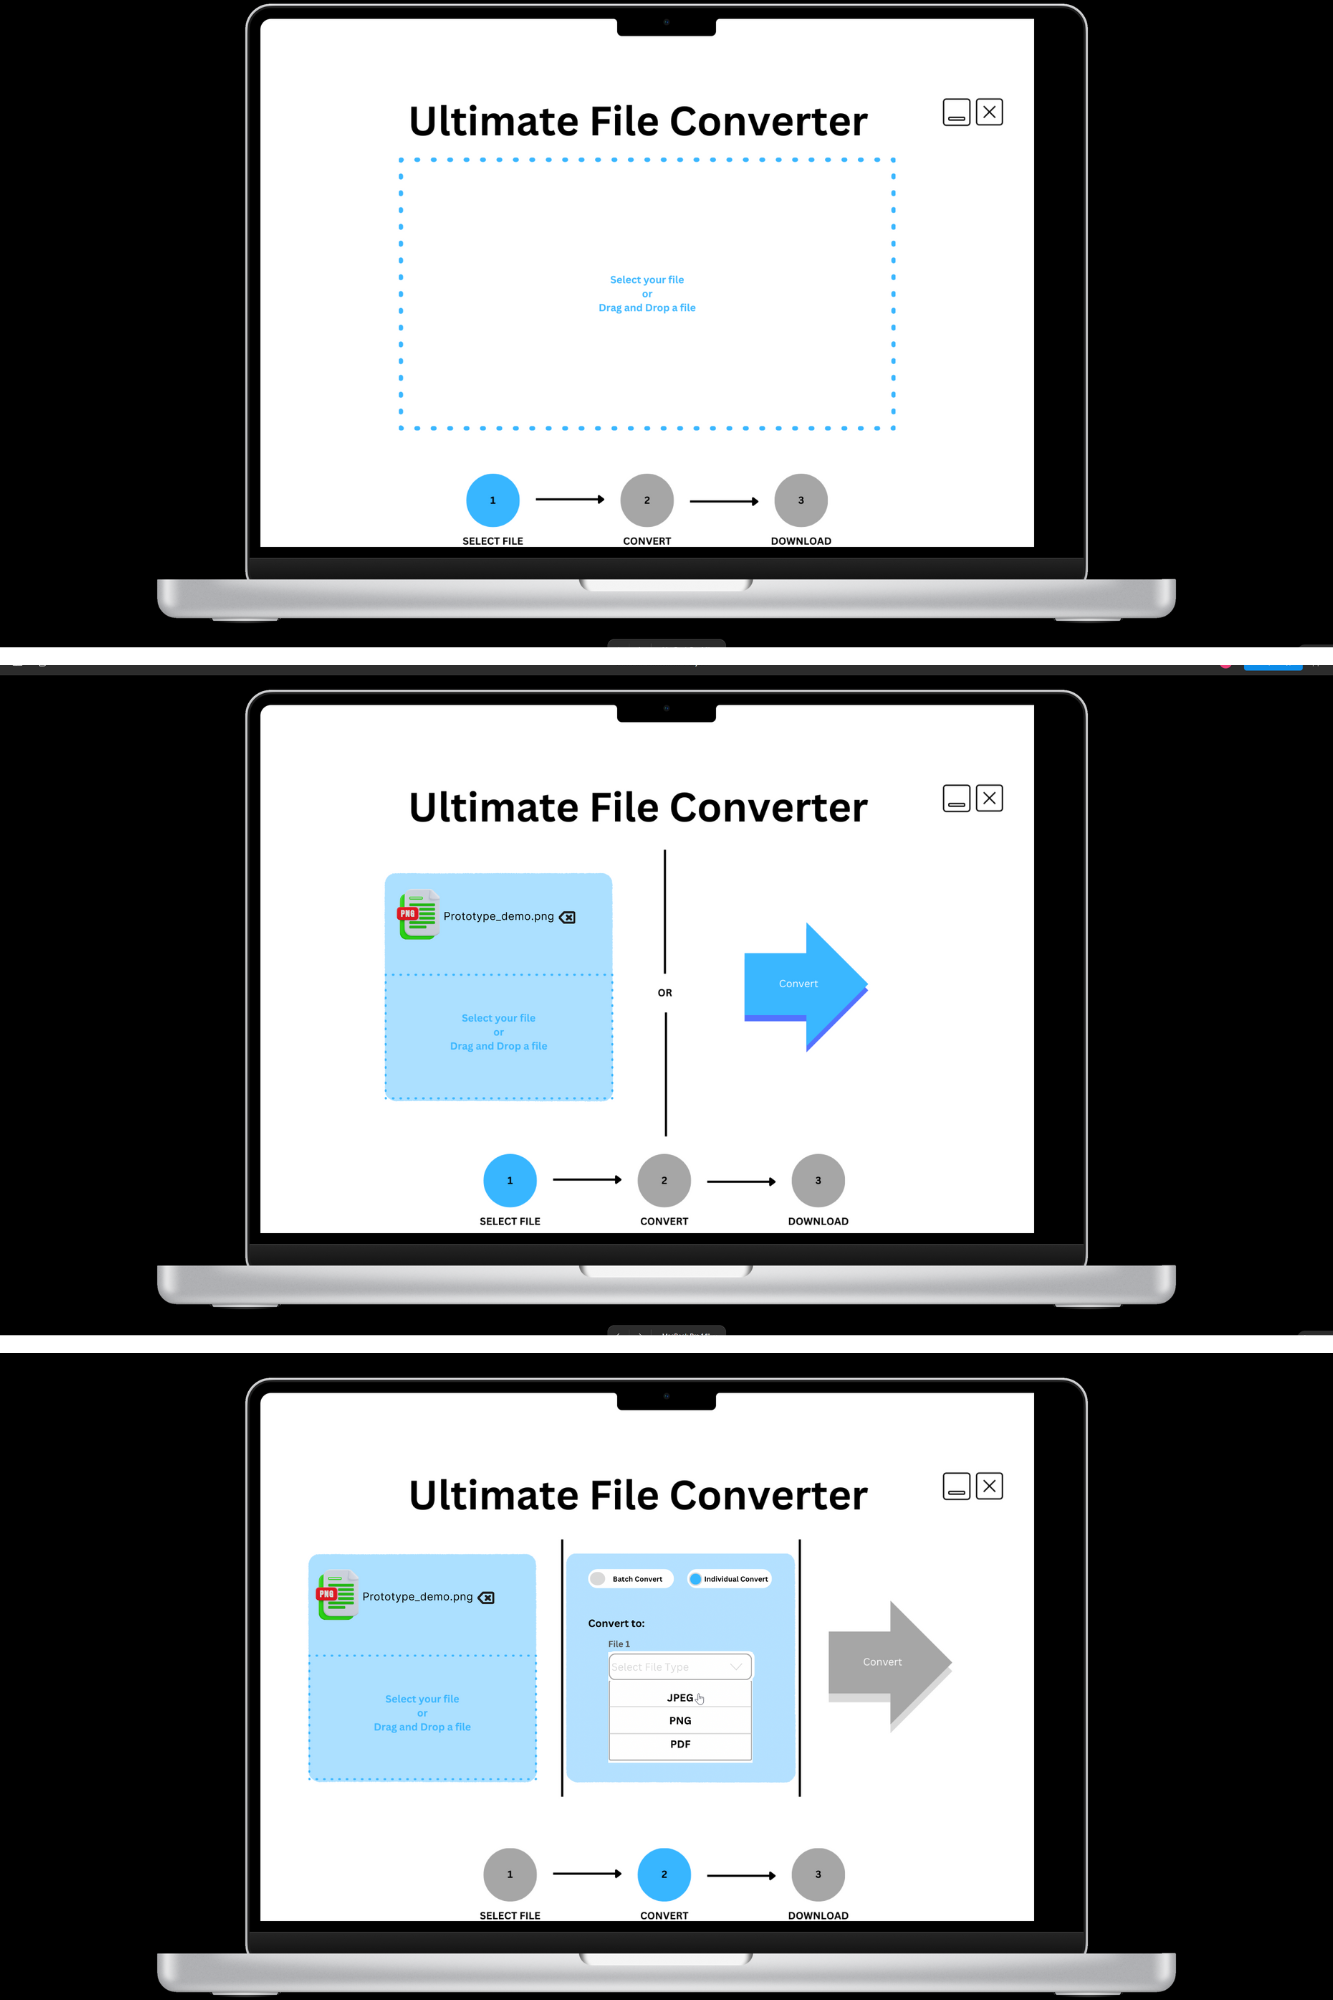 Ultimate File Converter
Select your file
or
Drag and Drop a file
1
2
3
SELECT FILE
CONVERT
DOWNLOAD
Ultimate File Converter
PNG
Prototype_demo.png
Select your file
or
Drag and Drop a file
OR
Convert
1
2
3
SELECT FILE
CONVERT
DOWNLOAD
Ultimate File Converter
PNG
Prototype_demo.png
Select your file
or
Drag and Drop a file
Batch Convert
Individual Convert
Convert to:
File 1
Select File Type
JPEG
PNG
PDF
Convert
1
2
3
SELECT FILE
CONVERT
DOWNLOAD